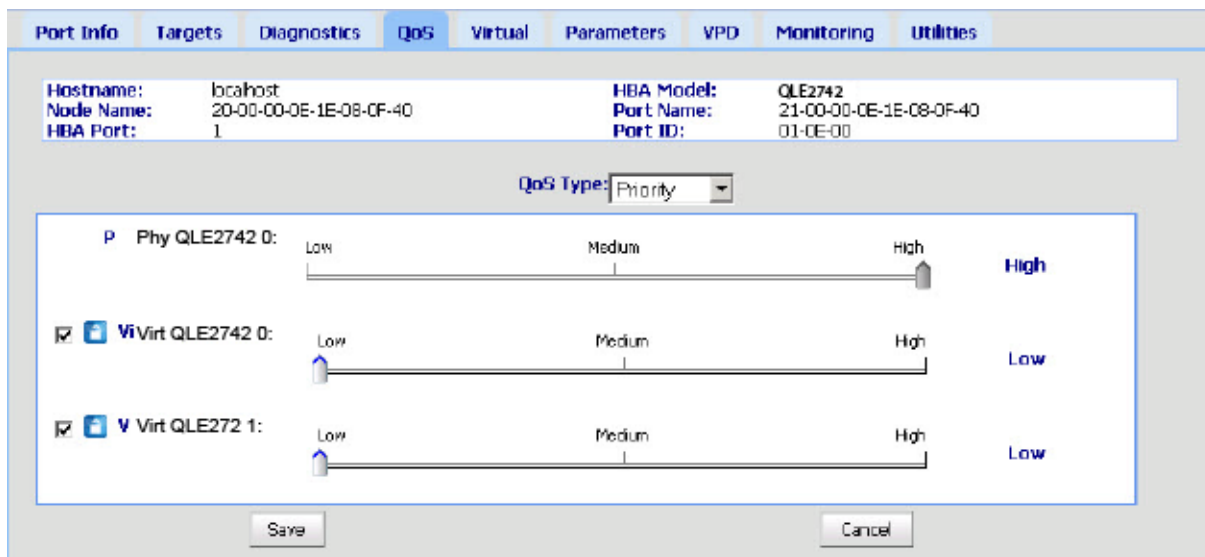 Port Info Targets Diagnostics QoS Virtual Parameters VPD Monitoring Utilities
Hostname: localhost HBA Model: QLE2742
Node Name: 20-00-00-0E-1E-08-0F-40 Port Name: 21-00-00-0E-1E-08-0F-40
HBA Port: 1 Port ID: 01-0E-00
QoS Type: Priority
P Phy QLE2742 0: Low Medium High High
Vi Virt QLE2742 0: Low Medium High Low
V Virt QLE272 1: Low Medium High Low
Save Cancel